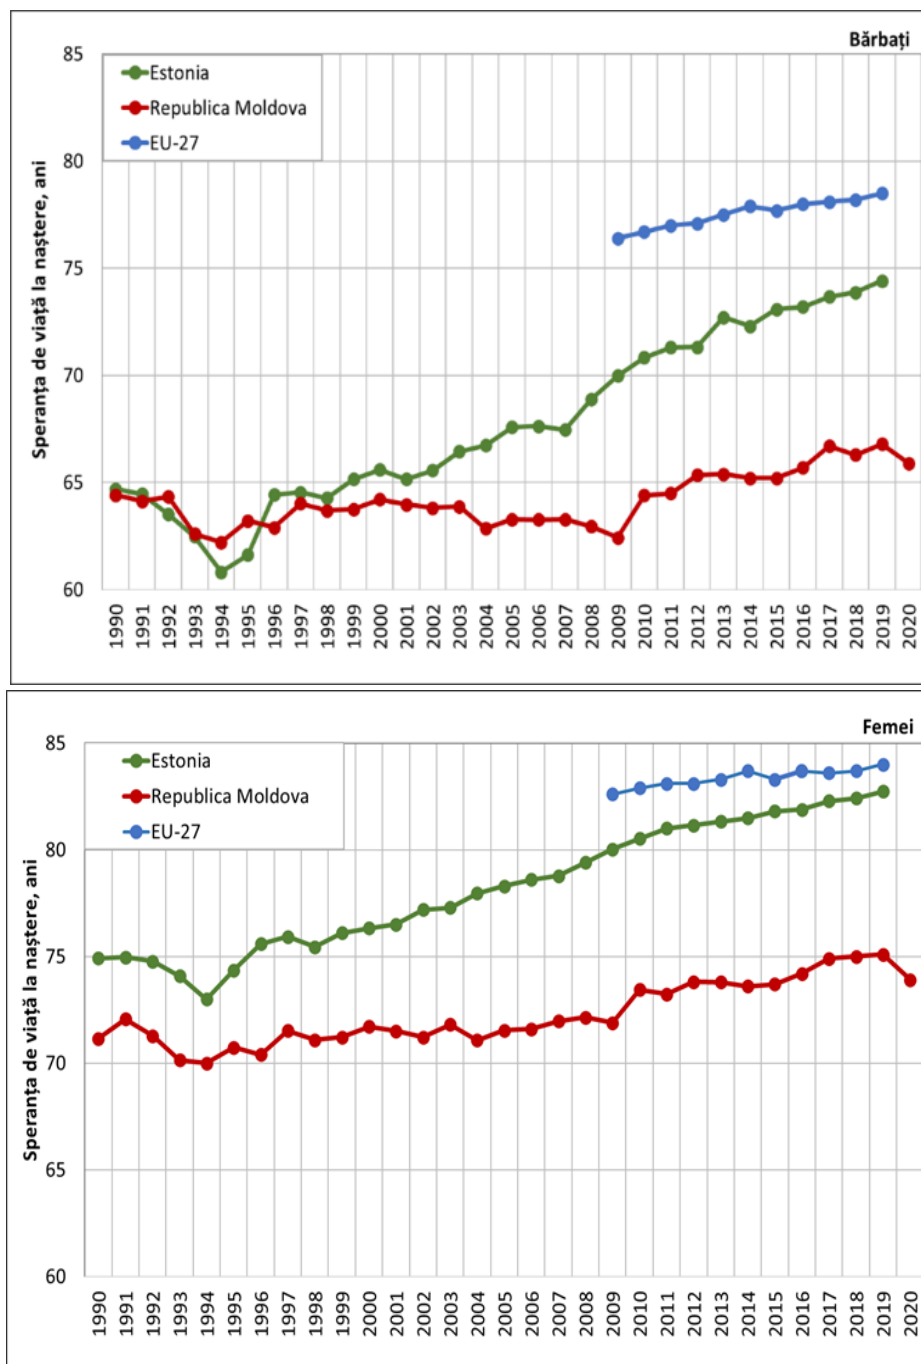 Bărbați
Estonia
Republica Moldova
EU-27
Speranța de viață la naștere, ani
85
80
75
70
65
60
1990 1991 1992 1993 1994 1995 1996 1997 1998 1999 2000 2001 2002 2003 2004 2005 2006 2007 2008 2009 2010 2011 2012 2013 2014 2015 2016 2017 2018 2019 2020
Femei
Estonia
Republica Moldova
EU-27
Speranța de viață la naștere, ani
85
80
75
70
65
60
1990 1991 1992 1993 1994 1995 1996 1997 1998 1999 2000 2001 2002 2003 2004 2005 2006 2007 2008 2009 2010 2011 2012 2013 2014 2015 2016 2017 2018 2019 2020